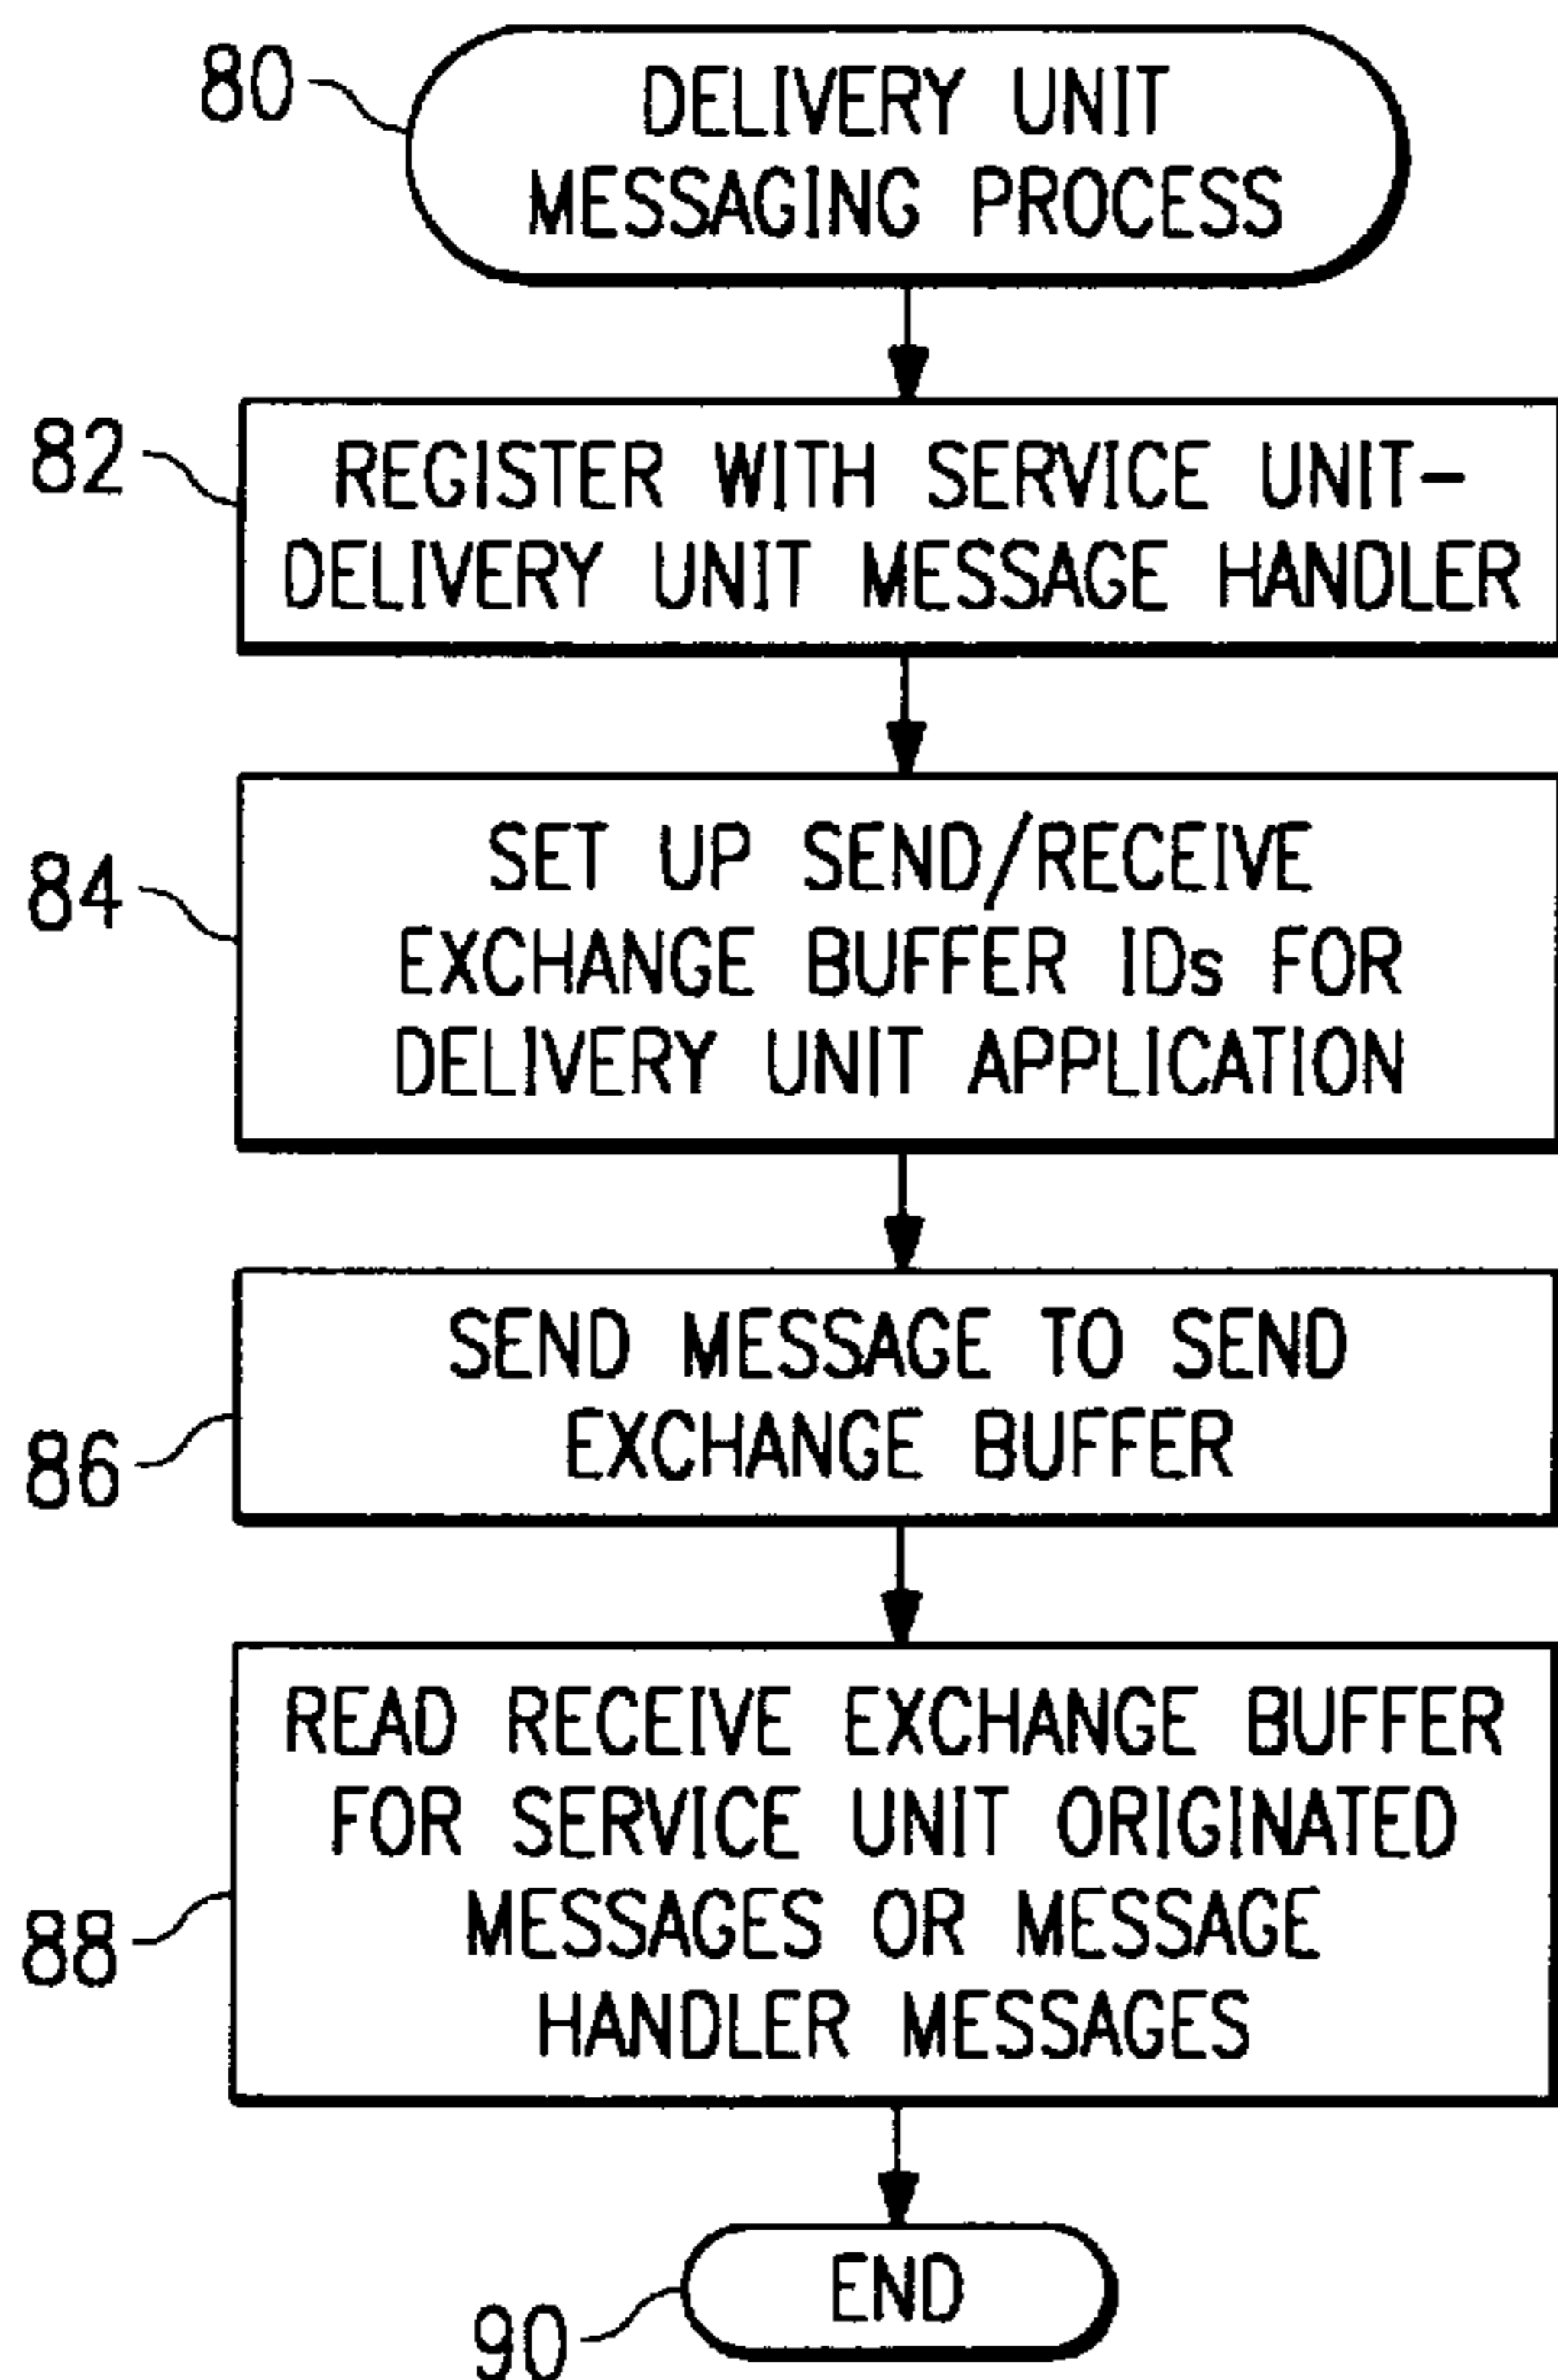 80
DELIVERY UNIT
MESSAGING PROCESS
82
REGISTER WITH SERVICE UNIT-
DELIVERY UNIT MESSAGE HANDLER
84
SET UP SEND/RECEIVE
EXCHANGE BUFFER IDs FOR
DELIVERY UNIT APPLICATION
86
SEND MESSAGE TO SEND
EXCHANGE BUFFER
88
READ RECEIVE EXCHANGE BUFFER
FOR SERVICE UNIT ORIGINATED
MESSAGES OR MESSAGE
HANDLER MESSAGES
90
END